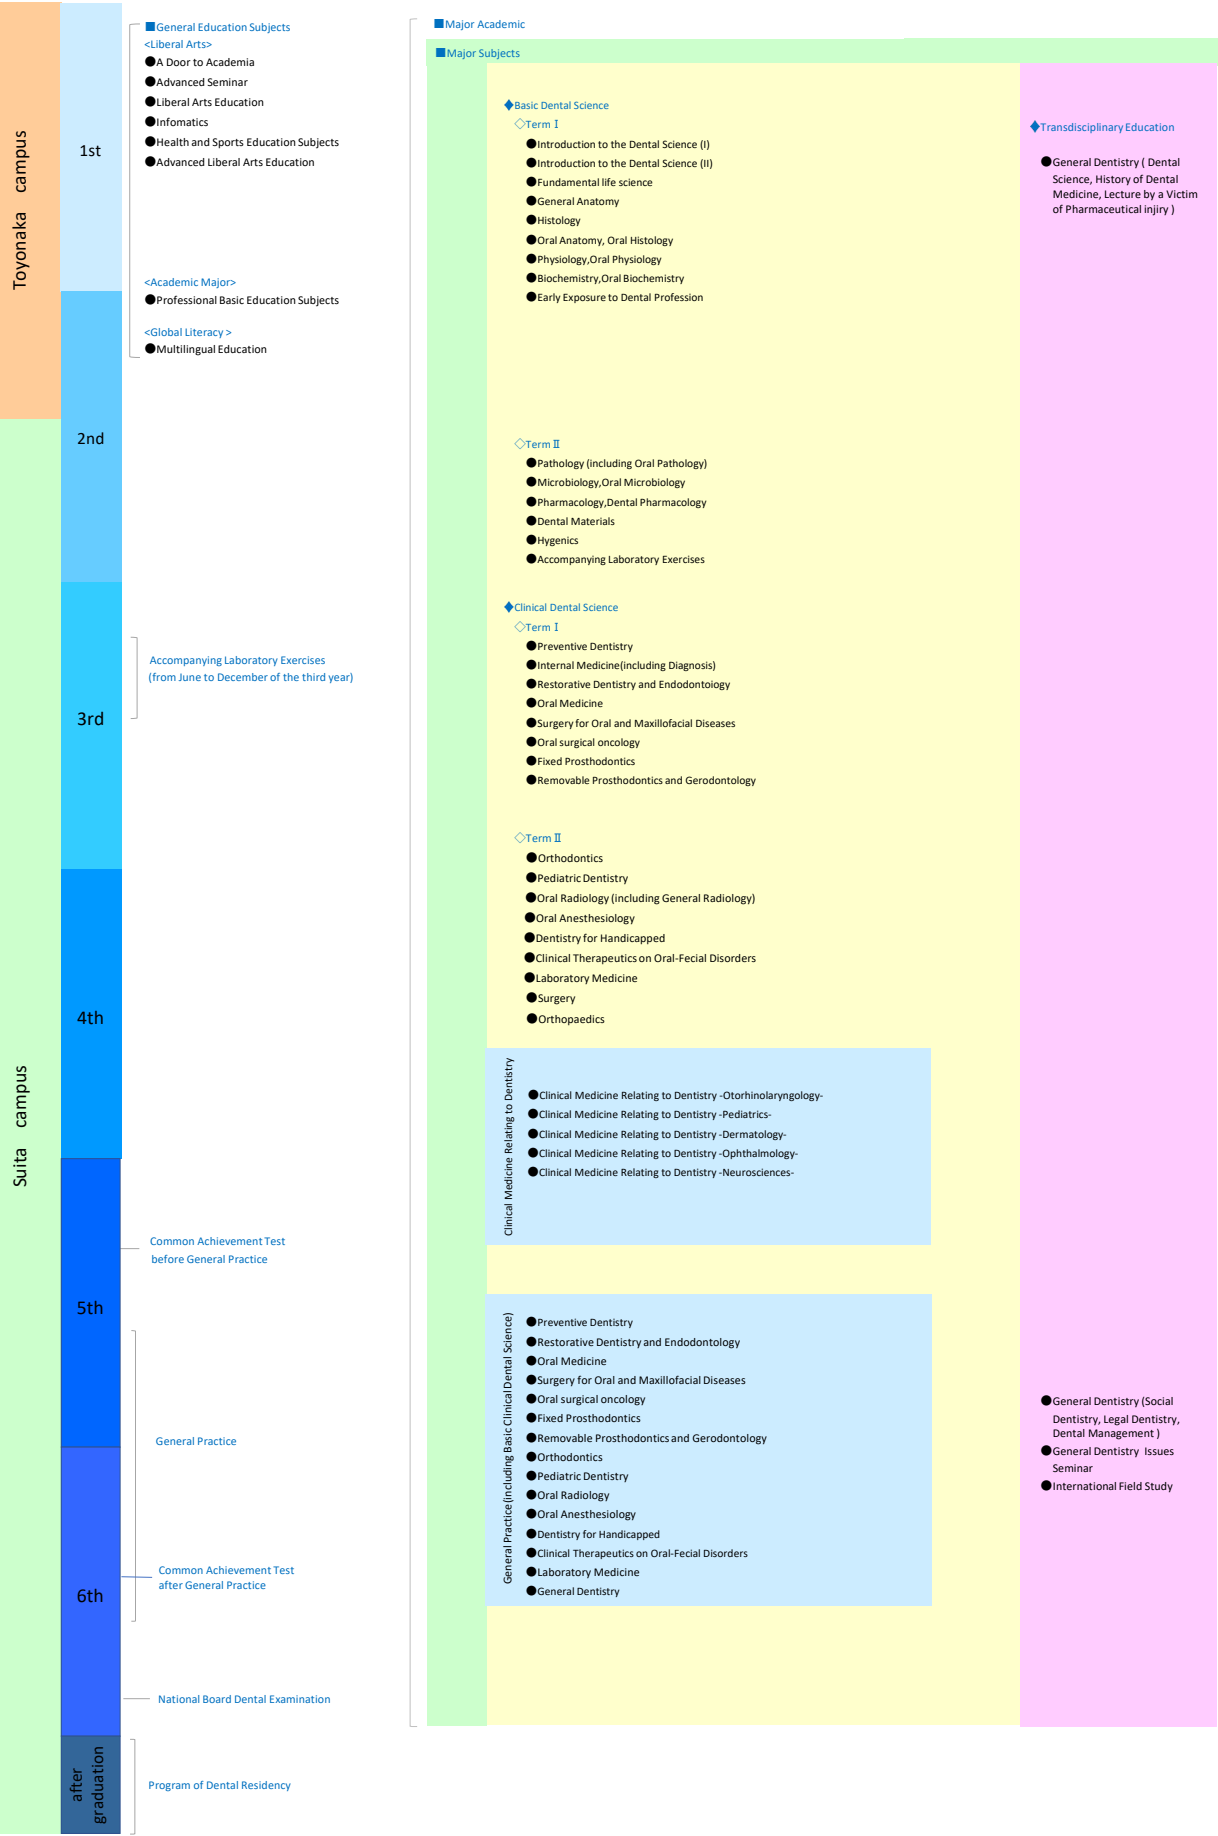 Toyonaka campus
Suita campus
1st
2nd
3rd
4th
5th
6th
after
graduation
■General Education Subjects
<Liberal Arts>
●A Door to Academia
●Advanced Seminar
●Liberal Arts Education
●Infomatics
●Health and Sports Education Subjects
●Advanced Liberal Arts Education
<Academic Major>
●Professional Basic Education Subjects
<Global Literacy >
●Multilingual Education
Accompanying Laboratory Exercises
(from June to December of the third year)
Common Achievement Test
before General Practice
General Practice
Common Achievement Test
after General Practice
National Board Dental Examination
Program of Dental Residency
■Major Academic
■Major Subjects
♦Basic Dental Science
◇Term Ⅰ
●Introduction to the Dental Science (I)
●Introduction to the Dental Science (II)
●Fundamental life science
●General Anatomy
●Histology
●Oral Anatomy, Oral Histology
●Physiology,Oral Physiology
●Biochemistry,Oral Biochemistry
●Early Exposure to Dental Profession
◇Term Ⅱ
●Pathology (including Oral Pathology)
●Microbiology,Oral Microbiology
●Pharmacology,Dental Pharmacology
●Dental Materials
●Hygenics
●Accompanying Laboratory Exercises
♦Clinical Dental Science
◇Term Ⅰ
●Preventive Dentistry
●Internal Medicine(including Diagnosis)
●Restorative Dentistry and Endodontoiogy
●Oral Medicine
●Surgery for Oral and Maxillofacial Diseases
●Oral surgical oncology
●Fixed Prosthodontics
●Removable Prosthodontics and Gerodontology
◇Term Ⅱ
●Orthodontics
●Pediatric Dentistry
●Oral Radiology (including General Radiology)
●Oral Anesthesiology
●Dentistry for Handicapped
●Clinical Therapeutics on Oral-Fecial Disorders
●Laboratory Medicine
●Surgery
●Orthopaedics
Clinical Medicine Relating to Dentistry
●Clinical Medicine Relating to Dentistry -Otorhinolaryngology-
●Clinical Medicine Relating to Dentistry -Pediatrics-
●Clinical Medicine Relating to Dentistry -Dermatology-
●Clinical Medicine Relating to Dentistry -Ophthalmology-
●Clinical Medicine Relating to Dentistry -Neurosciences-
General Practice(including Basic Clinical Dental Science)
●Preventive Dentistry
●Restorative Dentistry and Endodontology
●Oral Medicine
●Surgery for Oral and Maxillofacial Diseases
●Oral surgical oncology
●Fixed Prosthodontics
●Removable Prosthodontics and Gerodontology
●Orthodontics
●Pediatric Dentistry
●Oral Radiology
●Oral Anesthesiology
●Dentistry for Handicapped
●Clinical Therapeutics on Oral-Fecial Disorders
●Laboratory Medicine
●General Dentistry
♦Transdisciplinary Education
●General Dentistry ( Dental
Science, History of Dental
Medicine, Lecture by a Victim
of Pharmaceutical injiry )
●General Dentistry (Social
Dentistry, Legal Dentistry,
Dental Management )
●General Dentistry Issues
Seminar
●International Field Study